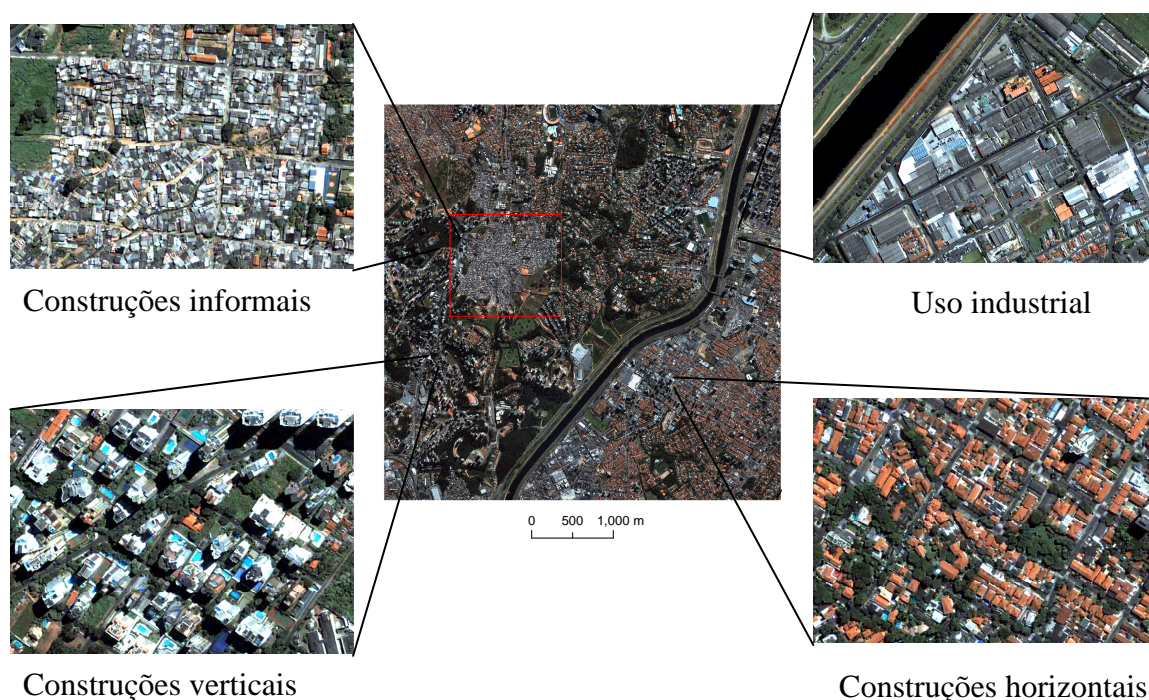 Construções informais
Uso industrial
0 500 1,000 m
Construções verticais
Construções horizontais